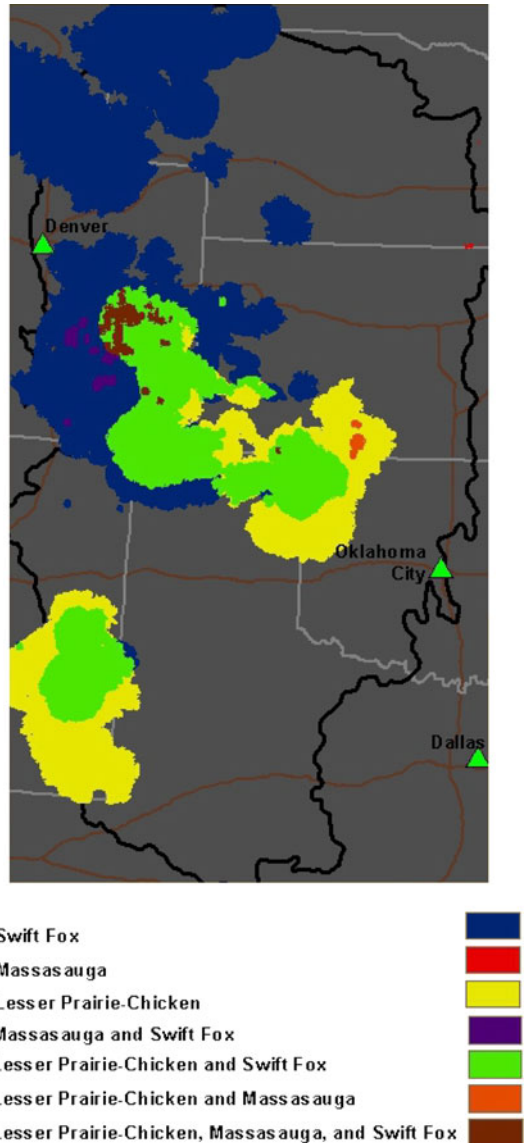 Denver
Oklahoma
City
Dallas
Swift Fox
Massasauga
Lesser Prairie-Chicken
Massasauga and Swift Fox
Lesser Prairie-Chicken and Swift Fox
Lesser Prairie-Chicken and Massasauga
Lesser Prairie-Chicken, Massasauga, and Swift Fox